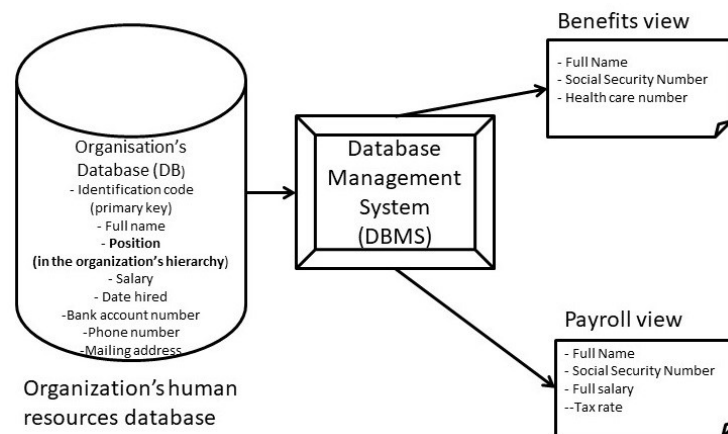 Organisation's
Database (DB)
- Identification code
(primary key)
- Full name
- Position
(in the organization's hierarchy)
- Salary
- Date hired
-Bank account number
-Phone number
-Mailing address
Organization's human
resources database
Database
Management
System
(DBMS)
Benefits view
- Full Name
- Social Security Number
- Health care number
Payroll view
- Full Name
- Social Security Number
- Full salary
--Tax rate